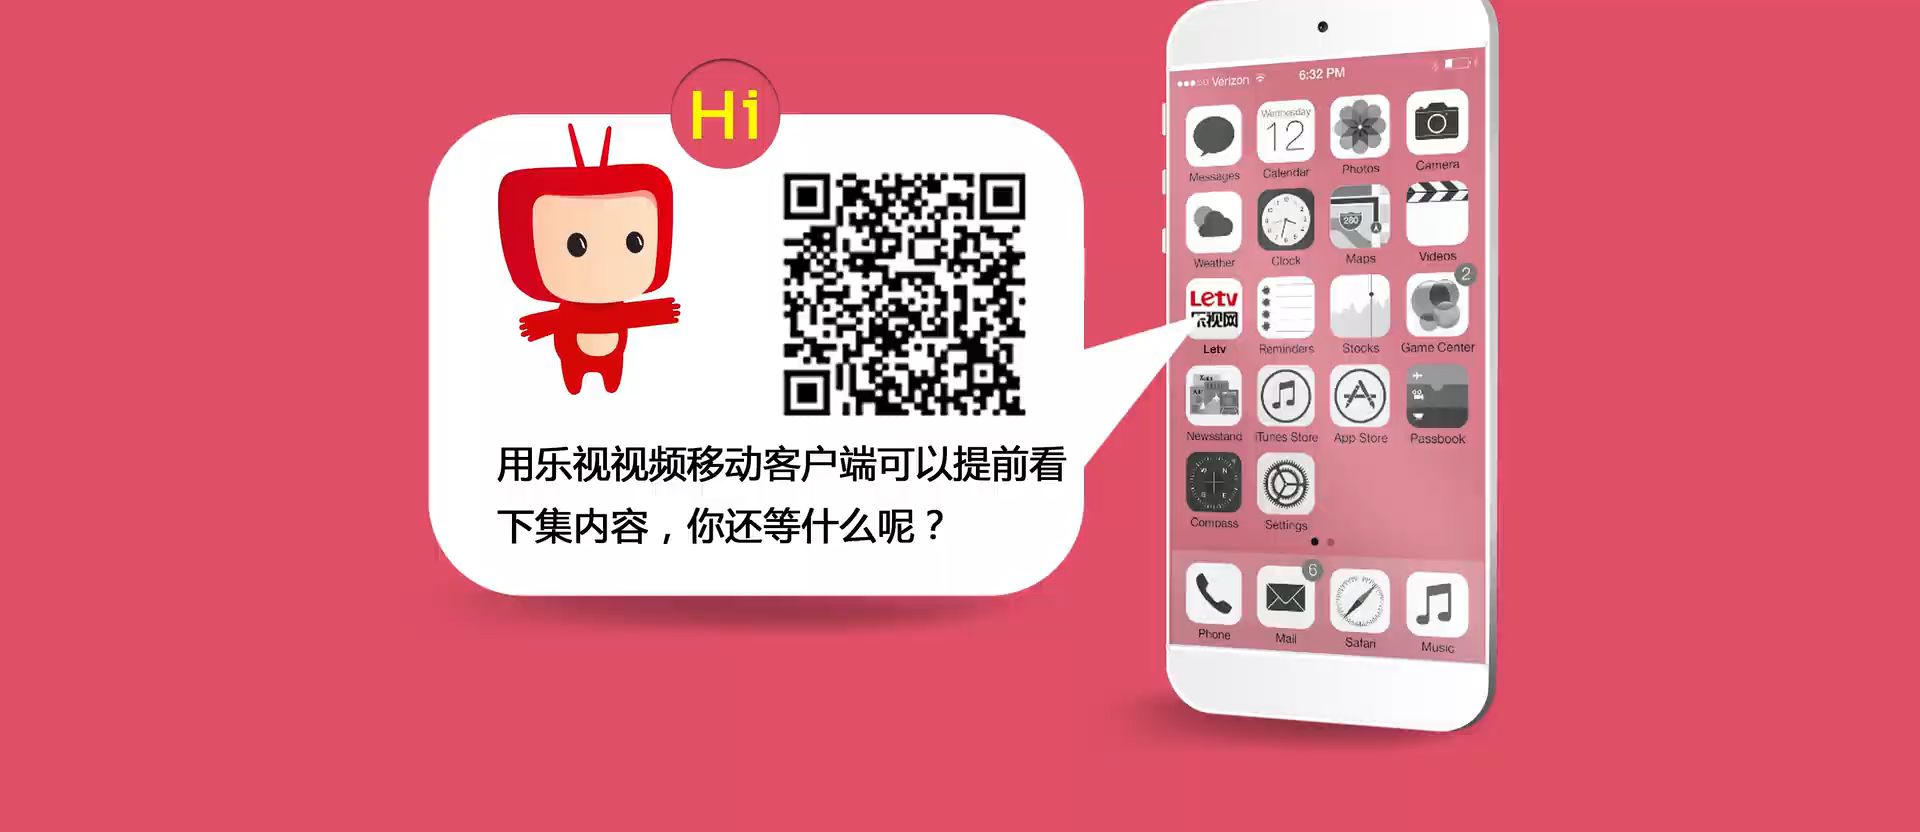 Hi
用乐视视频移动客户端可以提前看
下集内容，你还等什么呢？
Verizon 6:32 PM
Wednesday
12
Messages Calendar Photos Camera
280
Weather Clock Maps Videos
2
Letv
乐视网
Letv Reminders Stocks Game Center
Newsstand iTunes Store App Store Passbook
N
S
Compass Settings
6
Phone Mail Safari Music